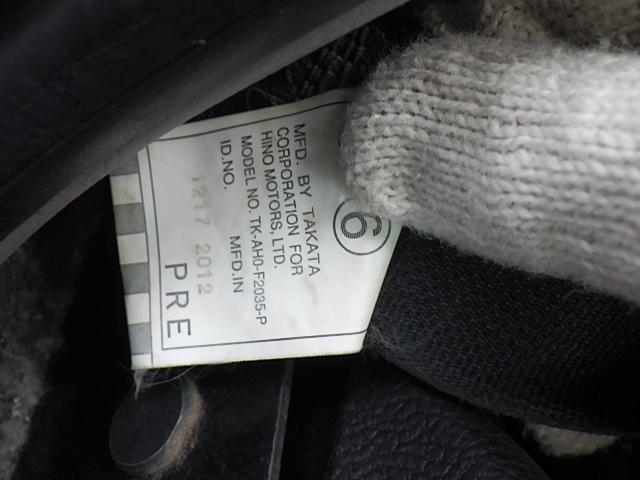 6
MFD. BY TAKATA
CORPORATION FOR
HINO MOTORS, LTD.
MODEL NO. TK-AH0-F2035-P
ID.NO. MFD.IN
1217 2012
PRE